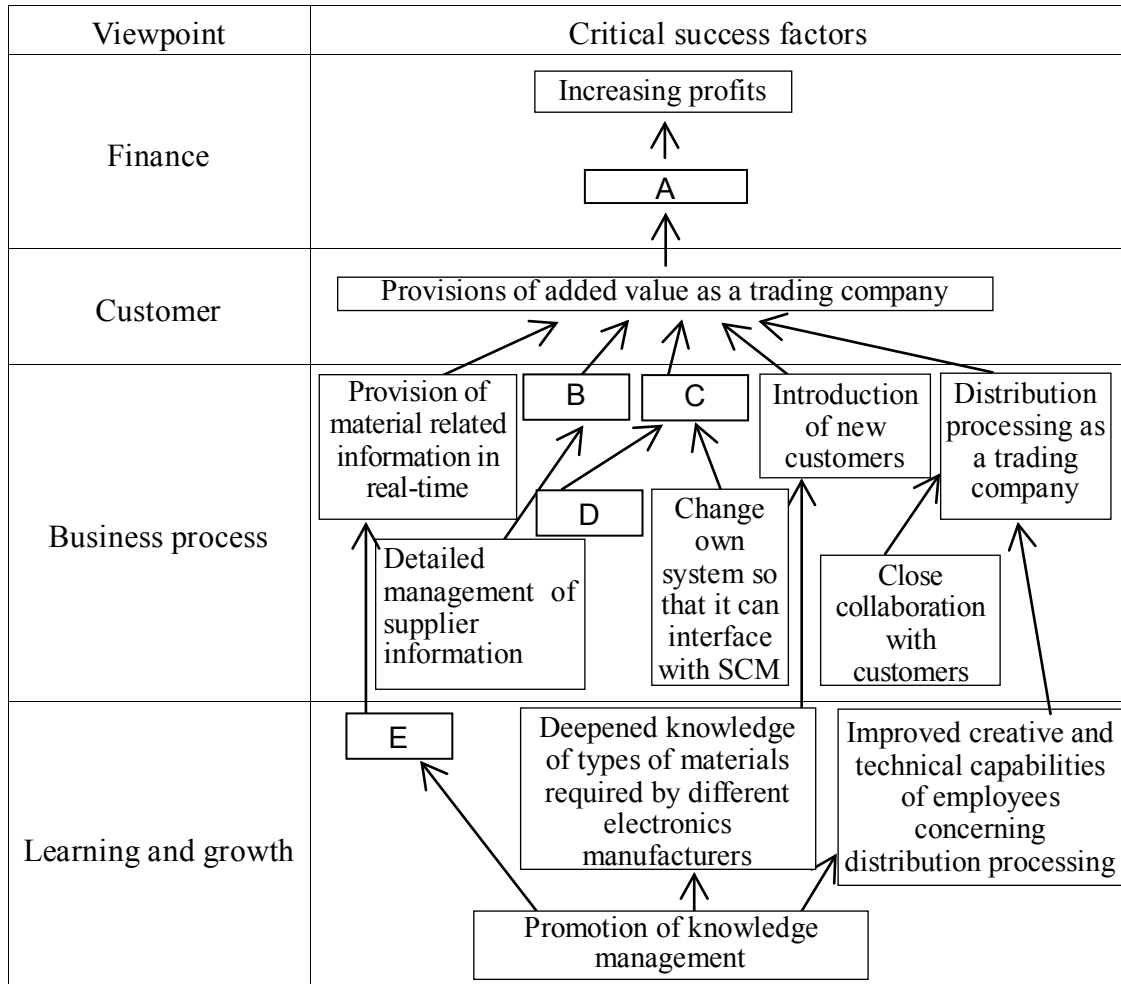 Viewpoint
Critical success factors
Finance
Increasing profits
A
Customer
Provisions of added value as a trading company
Business process
Provision of
material related
information in
real-time
B
C
Introduction
of new
customers
Distribution
processing as
a trading
company
D
Detailed
management of
supplier
information
Change
own
system so
that it can
interface
with SCM
Close
collaboration
with
customers
Learning and growth
E
Deepened knowledge
of types of materials
required by different
electronics
manufacturers
Improved creative and
technical capabilities
of employees
concerning
distribution processing
Promotion of knowledge
management